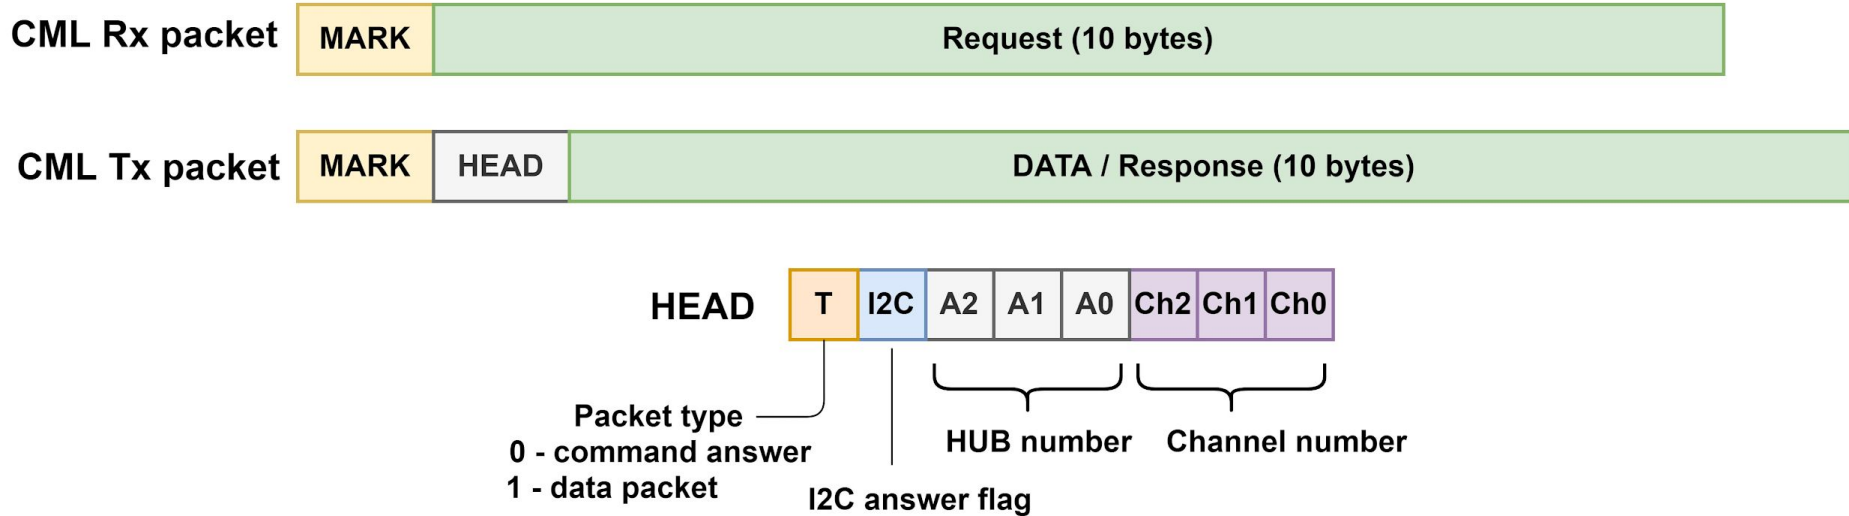 CML Rx packet MARK Request (10 bytes)
CML Tx packet MARK HEAD DATA / Response (10 bytes)
HEAD T I2C A2 A1 A0 Ch2 Ch1 Ch0
Packet type
0 - command answer
1 - data packet
I2C answer flag
HUB number
Channel number